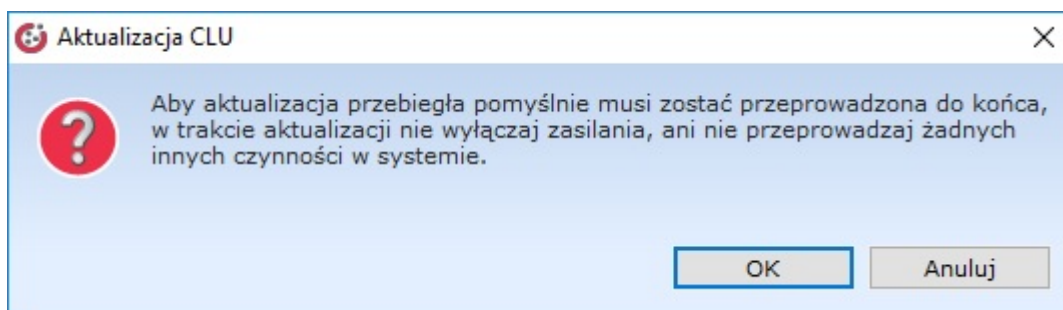 Aktualizacja CLU
Aby aktualizacja przebiegła pomyślnie musi zostać przeprowadzona do końca,
w trakcie aktualizacji nie wyłączaj zasilania, ani nie przeprowadzaj żadnych
innych czynności w systemie.
OK
Anuluj